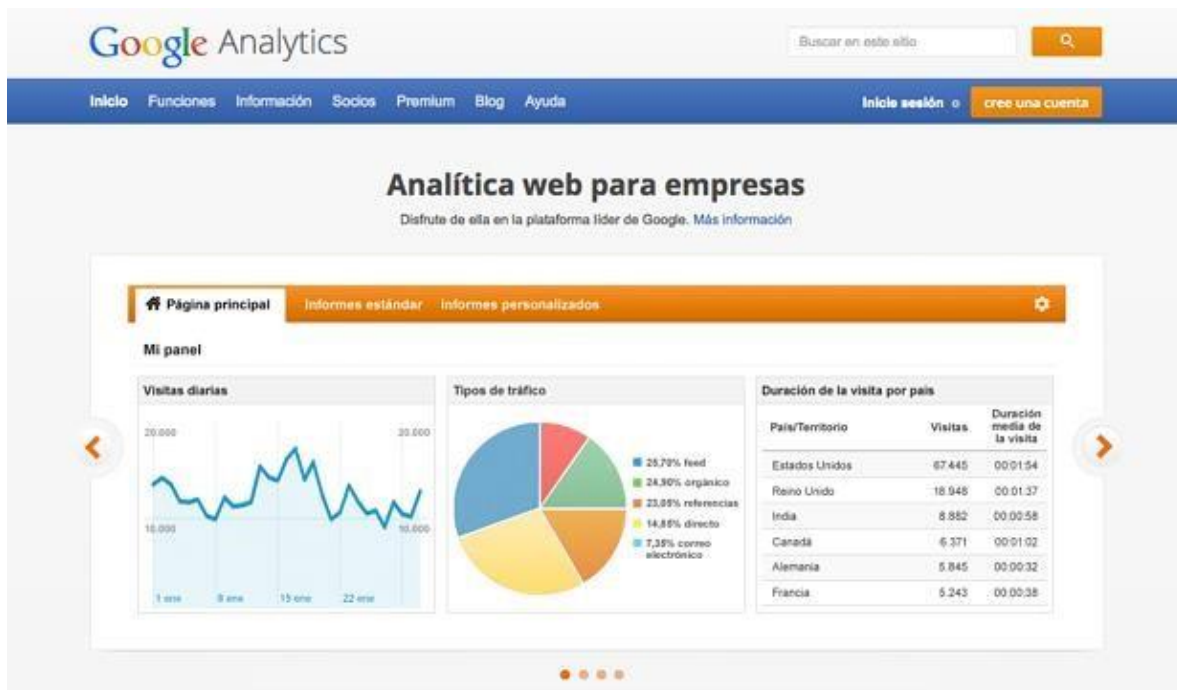 Google Analytics
Buscar en este sitio
Inicio Funciones Información Socios Premium Blog Ayuda
Inicie sesión o cree una cuenta
Analítica web para empresas
Disfrute de ella en la plataforma líder de Google. Más información
Página principal Informes estándar Informes personalizados
Mi panel
Visitas diarias
20.000 20.000
10.000 10.000
1 ene 8 ene 15 ene 22 ene
Tipos de tráfico
25,70% feed
24,90% orgánico
23,05% referencias
14,85% directo
7,35% correo
electrónico
Duración de la visita por país
País/Territorio Visitas Duración
media de
la visita
Estados Unidos 67.445 00:01:54
Reino Unido 18.948 00:01:37
India 8.882 00:00:58
Canadá 6.371 00:01:02
Alemania 5.845 00:00:32
Francia 5.243 00:00:38